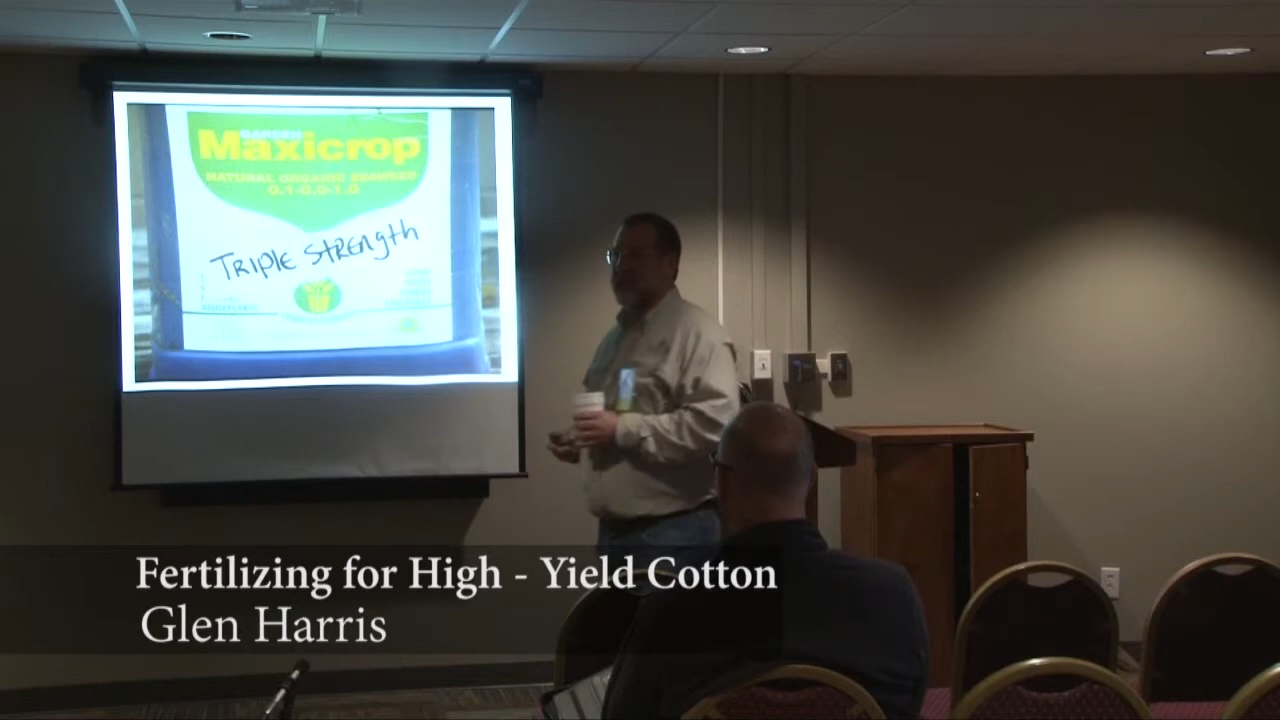 GARDEN
Maxicrop
NATURAL ORGANIC SEAWEED
0.1-0.0-1.0
TRIPLE STRENgth
Fertilizing for High - Yield Cotton
Glen Harris